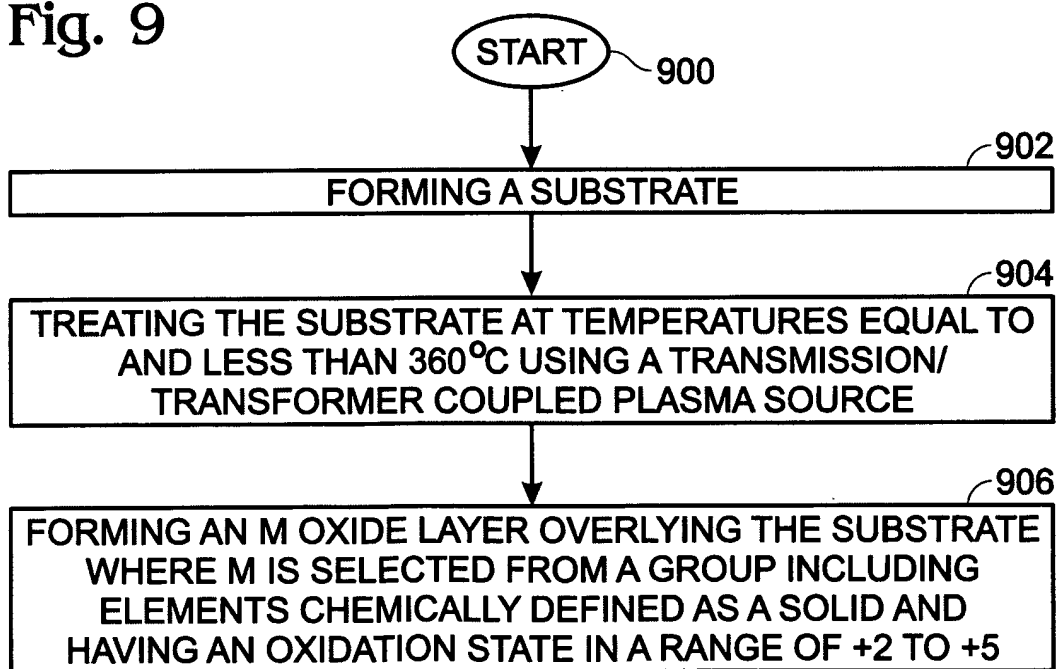 Fig. 9
START
900
902
FORMING A SUBSTRATE
904
TREATING THE SUBSTRATE AT TEMPERATURES EQUAL TO
AND LESS THAN 360°C USING A TRANSMISSION/
TRANSFORMER COUPLED PLASMA SOURCE
906
FORMING AN M OXIDE LAYER OVERLYING THE SUBSTRATE
WHERE M IS SELECTED FROM A GROUP INCLUDING
ELEMENTS CHEMICALLY DEFINED AS A SOLID AND
HAVING AN OXIDATION STATE IN A RANGE OF +2 TO +5